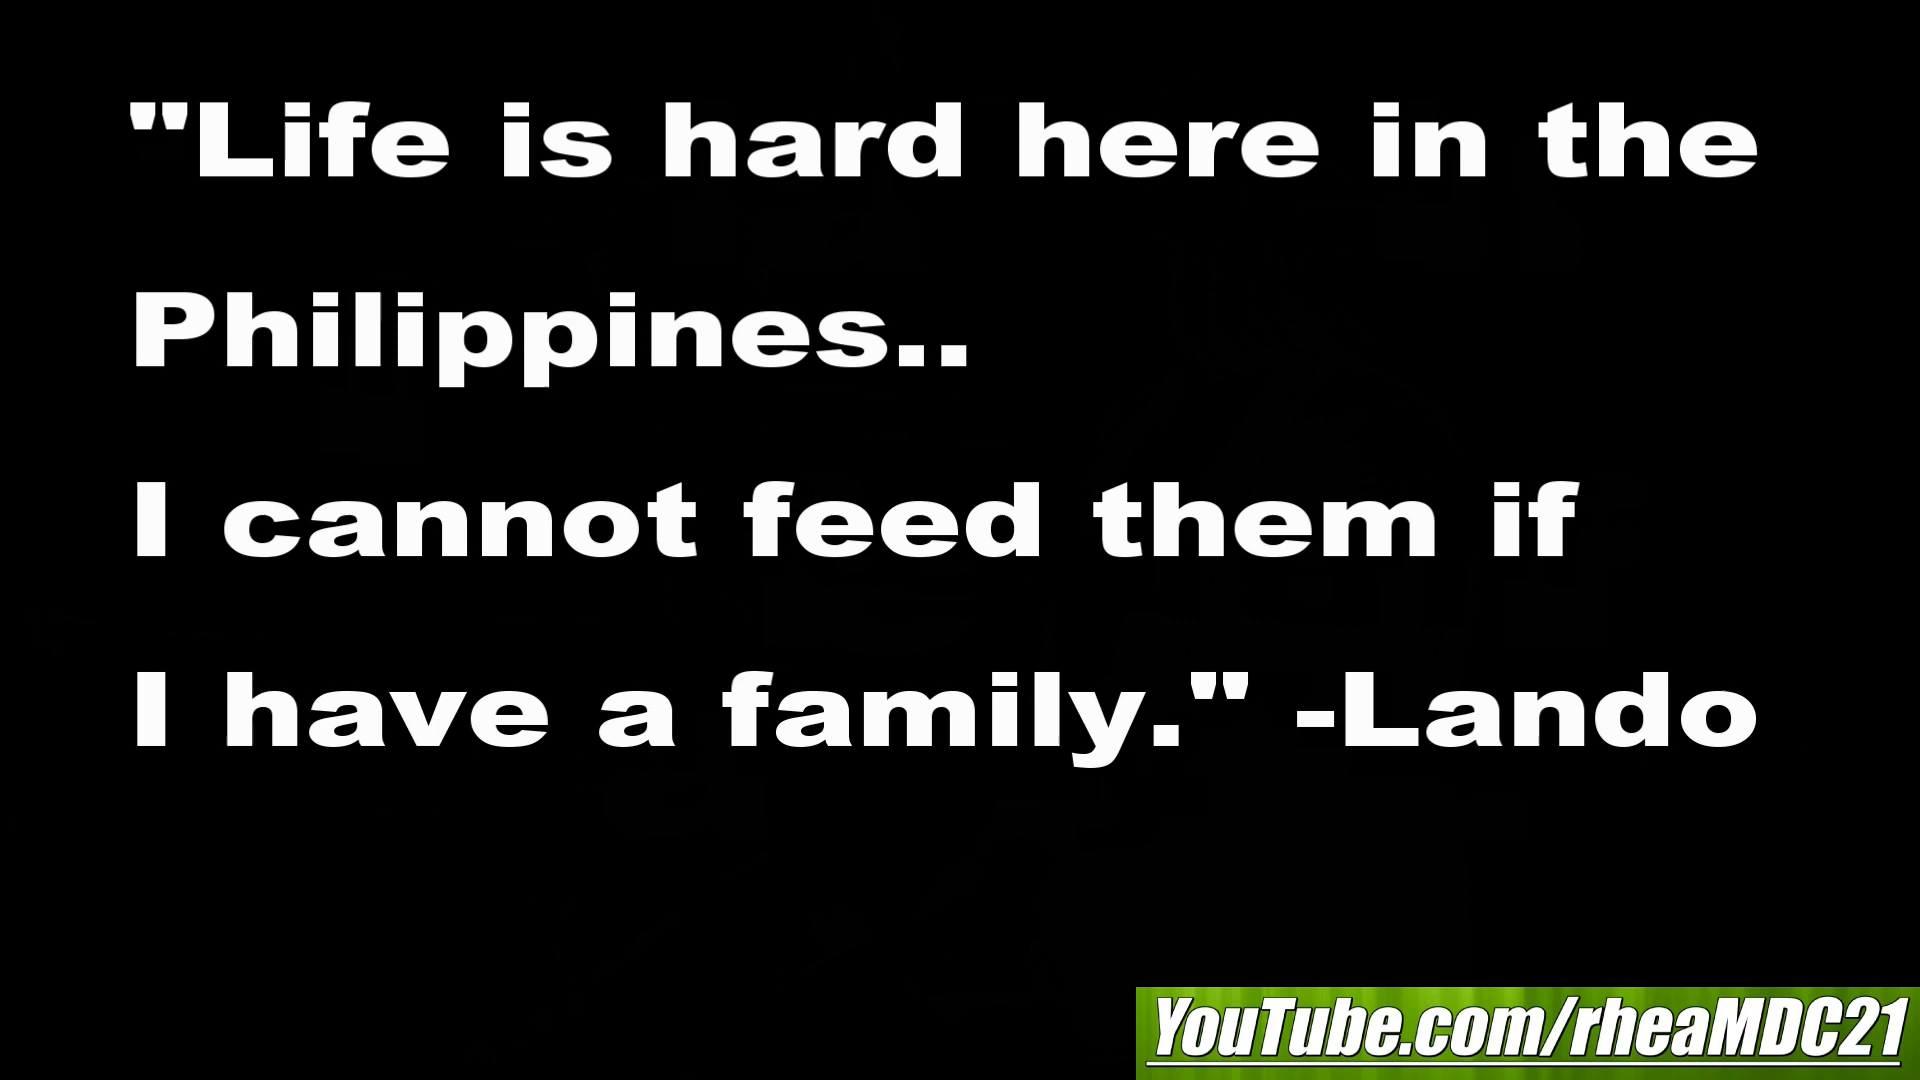 "Life is hard here in the
Philippines..
I cannot feed them if
I have a family." -Lando
YouTube.com/rheaMDC21